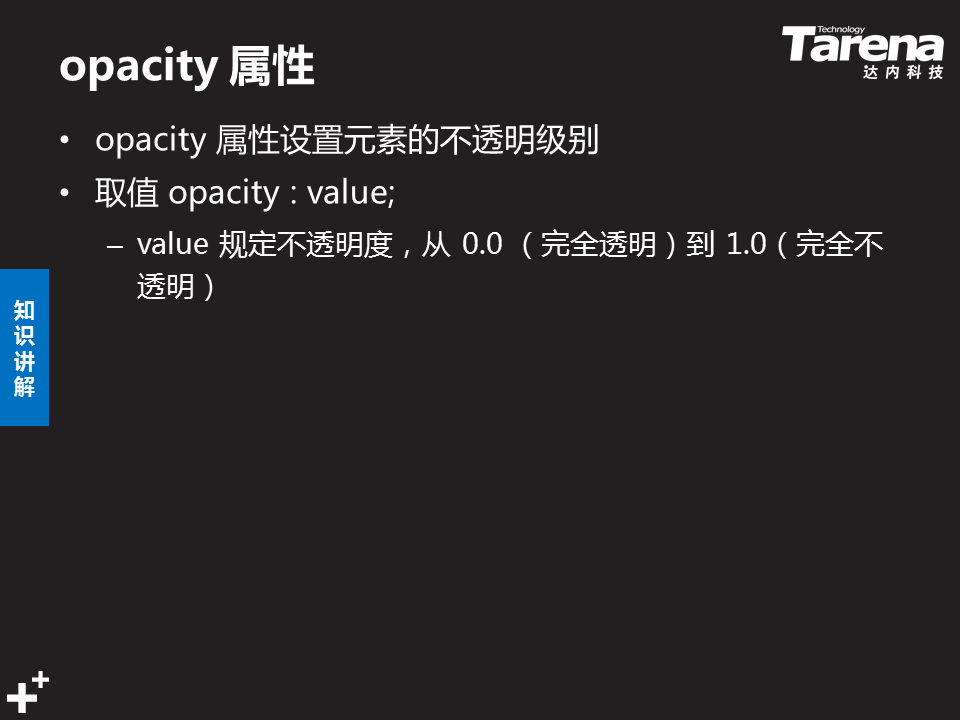 opacity 属性
Technology
Tarena
达内科技
• opacity 属性设置元素的不透明级别
• 取值 opacity : value;
– value 规定不透明度，从 0.0 （完全透明）到 1.0（完全不
透明）
知
识
讲
解